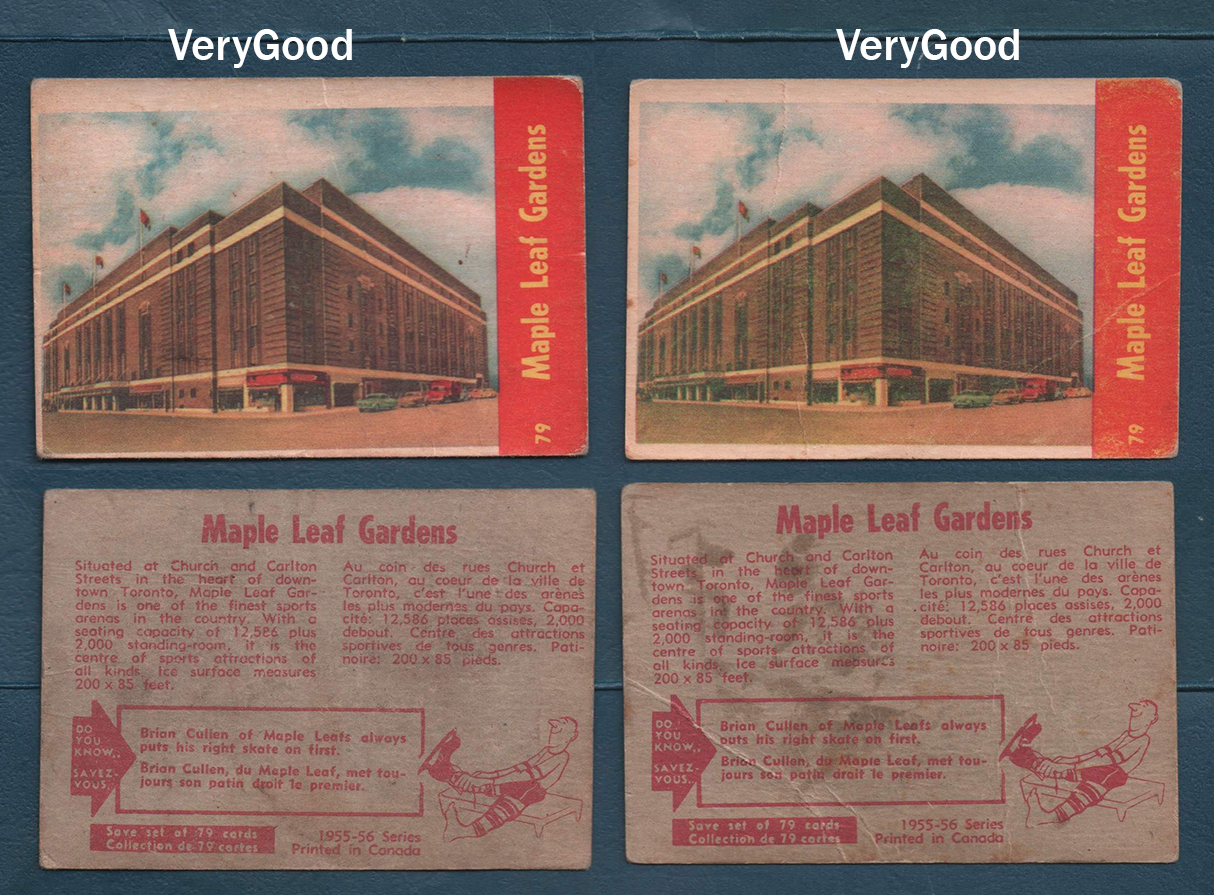 VeryGood
VeryGood
Maple Leaf Gardens
79
Maple Leaf Gardens
79
Maple Leaf Gardens
Situated at Church and Carlton
Streets in the heart of down-
town Toronto, Maple Leaf Gar-
dens is one of the finest sports
arenas in the country. With a
seating capacity of 12,586 plus
2,000 standing-room, it is the
centre of sports attractions of
all kinds. Ice surface measures
200 x 85 feet.
Au coin des rues Church et
Carlton, au coeur de la ville de
Toronto, c'est l'une des arènes
les plus modernes du pays. Capa-
cité: 12,586 places assises, 2,000
debout. Centre des attractions
sportives de tous genres. Pati-
noire: 200 x 85 pieds.
DO
YOU
KNOW..
SAVEZ-
VOUS.
Brian Cullen of Maple Leafs always
puts his right skate on first.
Brian Cullen, du Maple Leaf, met tou-
jours son patin droit le premier.
Save set of 79 cards
Collection de 79 cartes
1955-56 Series
Printed in Canada
Maple Leaf Gardens
Situated at Church and Carlton
Streets in the heart of down-
town Toronto, Maple Leaf Gar-
dens is one of the finest sports
arenas in the country. With a
seating capacity of 12,586 plus
2,000 standing-room, it is the
centre of sports attractions of
all kinds. Ice surface measures
200 x 85 feet.
Au coin des rues Church et
Carlton, au coeur de la ville de
Toronto, c'est l'une des arènes
les plus modernes du pays. Capa-
cité: 12,586 places assises, 2,000
debout. Centre des attractions
sportives de tous genres. Pati-
noire: 200 x 85 pieds.
DO
YOU
KNOW..
SAVEZ-
VOUS.
Brian Cullen of Maple Leafs always
puts his right skate on first.
Brian Cullen, du Maple Leaf, met tou-
jours son patin droit le premier.
Save set of 79 cards
Collection de 79 cartes
1955-56 Series
Printed in Canada